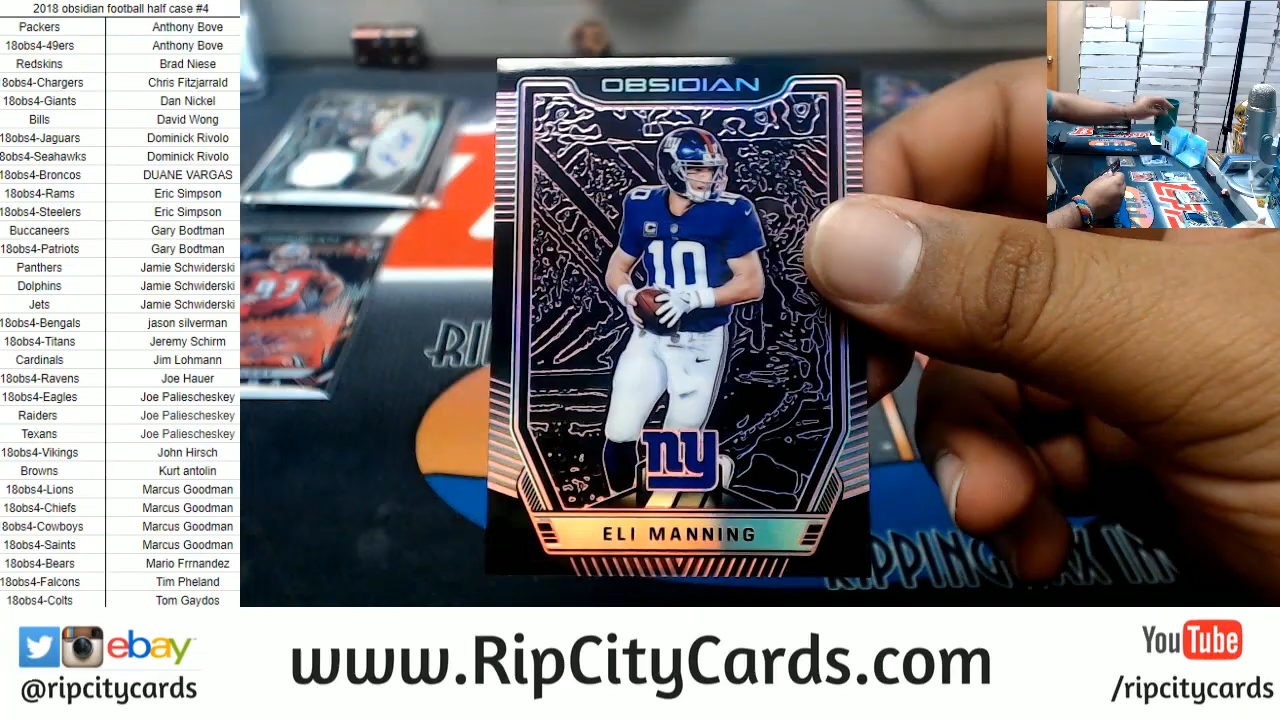 2018 obsidian football half case #4
Packers Anthony Bove
18obs4-49ers Anthony Bove
Redskins Brad Niese
8obs4-Chargers Chris Fitzjarrald
18obs4-Giants Dan Nickel
Bills David Wong
18obs4-Jaguars Dominick Rivolo
8obs4-Seahawks Dominick Rivolo
18obs4-Broncos DUANE VARGAS
18obs4-Rams Eric Simpson
18obs4-Steelers Eric Simpson
Buccaneers Gary Bodtman
18obs4-Patriots Gary Bodtman
Panthers Jamie Schwiderski
Dolphins Jamie Schwiderski
Jets Jamie Schwiderski
18obs4-Bengals jason silverman
18obs4-Titans Jeremy Schirm
Cardinals Jim Lohmann
18obs4-Ravens Joe Hauer
18obs4-Eagles Joe Paliescheskey
Raiders Joe Paliescheskey
Texans Joe Paliescheskey
18obs4-Vikings John Hirsch
Browns Kurt antolin
18obs4-Lions Marcus Goodman
18obs4-Chiefs Marcus Goodman
8obs4-Cowboys Marcus Goodman
18obs4-Saints Marcus Goodman
18obs4-Bears Mario Frrnandez
18obs4-Falcons Tim Pheland
18obs4-Colts Tom Gaydos
OBSIDIAN
ny
10
C
10
ny
ELI MANNING
RIPPING
ebay
@ripcitycards
www.RipCityCards.com
YouTube
/ripcitycards